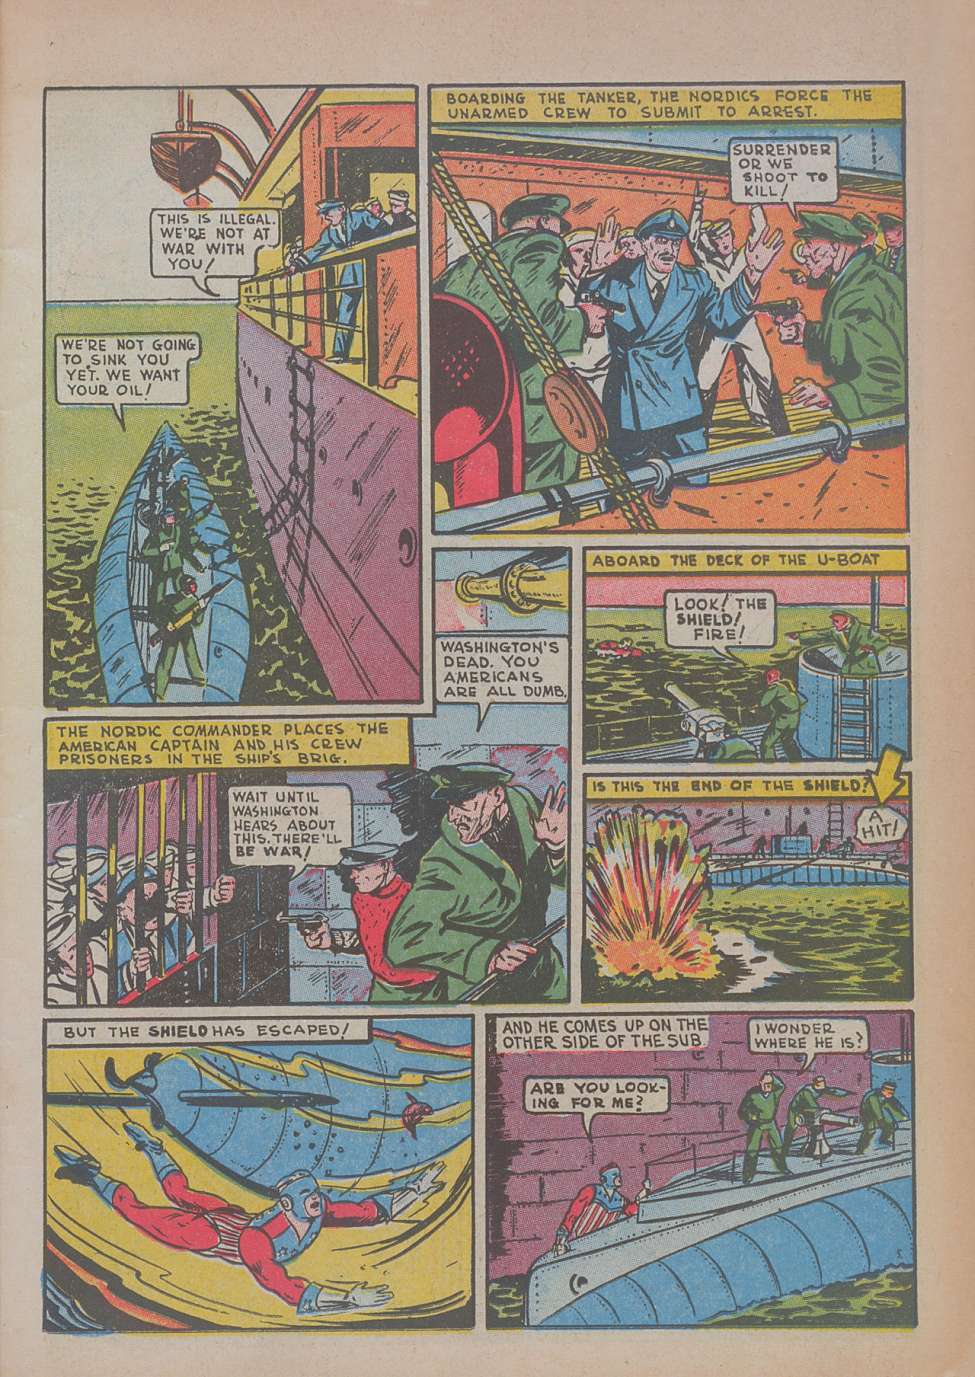 THIS IS ILLEGAL.
WE'RE NOT AT
WAR WITH
YOU!
WE'RE NOT GOING
TO SINK YOU
YET. WE WANT
YOUR OIL!
BOARDING THE TANKER, THE NORDICS FORCE THE
UNARMED CREW TO SUBMIT TO ARREST.
SURRENDER
OR WE
SHOOT TO
KILL!
THE NORDIC COMMANDER PLACES THE
AMERICAN CAPTAIN AND HIS CREW
PRISONERS IN THE SHIP'S BRIG.
WAIT UNTIL
WASHINGTON
HEARS ABOUT
THIS. THERE'LL
BE WAR!
WASHINGTON'S
DEAD. YOU
AMERICANS
ARE ALL DUMB.
ABOARD THE DECK OF THE U-BOAT
LOOK! THE
SHIELD!
FIRE!
IS THIS THE END OF THE SHIELD?
A
HIT!
BUT THE SHIELD HAS ESCAPED!
AND HE COMES UP ON THE
OTHER SIDE OF THE SUB.
I WONDER
WHERE HE IS?
ARE YOU LOOK-
ING FOR ME?